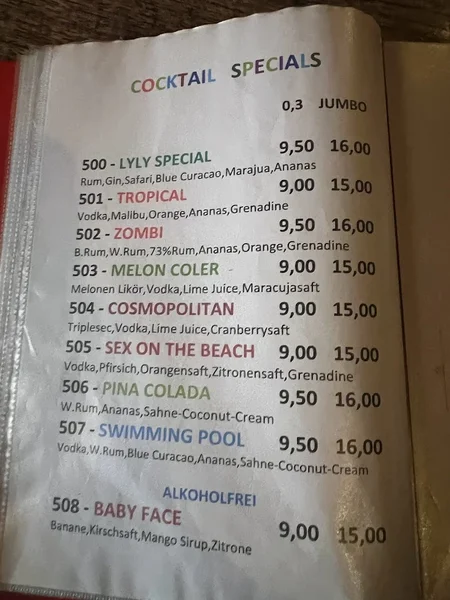 COCKTAIL SPECIALS
0,3 JUMBO
500 - LYLY SPECIAL 9,50 16,00
Rum,Gin,Safari,Blue Curacao,Marajua,Ananas
501 - TROPICAL 9,00 15,00
Vodka,Malibu,Orange,Ananas,Grenadine
502 - ZOMBI 9,50 16,00
B.Rum,W.Rum,73%Rum,Ananas,Orange,Grenadine
503 - MELON COLER 9,00 15,00
Melonen Likör,Vodka,Lime Juice,Maracujasaft
504 - COSMOPOLITAN 9,00 15,00
Triplesec,Vodka,Lime Juice,Cranberrysaft
505 - SEX ON THE BEACH 9,00 15,00
Vodka,Pfirsich,Orangensaft,Zitronensaft,Grenadine
506 - PINA COLADA 9,50 16,00
W.Rum,Ananas,Sahne-Coconut-Cream
507 - SWIMMING POOL 9,50 16,00
Vodka,W.Rum,Blue Curacao,Ananas,Sahne-Coconut-Cream
ALKOHOLFREI
508 - BABY FACE 9,00 15,00
Banane,Kirschsaft,Mango Sirup,Zitrone